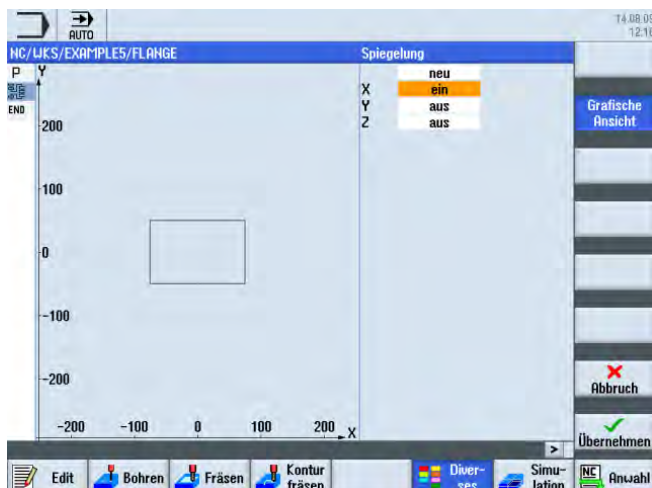 AUTO
14.08.09
12:16
NC/WKS/EXAMPLE5/FLANGE
Spiegelung
P
END
Y
200
100
0
-100
-200
-200 -100 0 100 200 X
neu
X ein
Y aus
Z aus
Grafische
Ansicht
Abbruch
Übernehmen
>
Edit
Bohren
Fräsen
Kontur
fräsen
Diver-
ses
Simu-
lation
NC
Anwahl